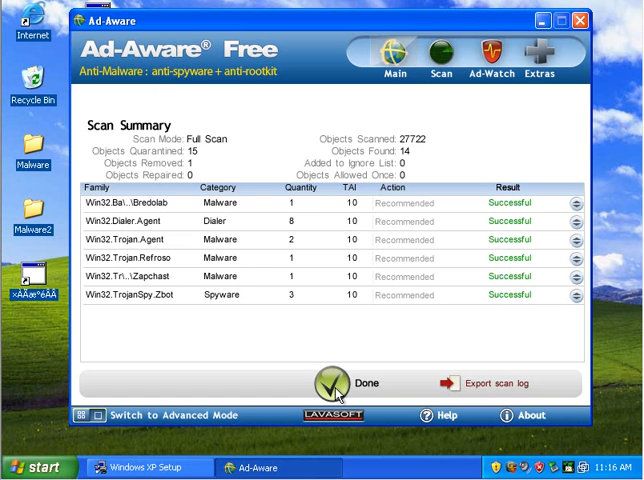 Ad-Aware
Internet
Ad-Aware® Free
Anti-Malware : anti-spyware + anti-rootkit
Main Scan Ad-Watch Extras
Recycle Bin
Scan Summary
Scan Mode: Full Scan Objects Scanned: 27722
Objects Quarantined: 15 Objects Found: 14
Objects Removed: 1 Added to Ignore List: 0
Objects Repaired: 0 Objects Allowed Once: 0
Malware
Family Category Quantity TAI Action Result
Win32.Ba\..\Bredolab Malware 1 10 Recommended Successful
Win32.Dialer.Agent Dialer 8 10 Recommended Successful
Malware2
Win32.Trojan.Agent Malware 2 10 Recommended Successful
Win32.Trojan.Refroso Malware 1 10 Recommended Successful
Win32.Tr\..\Zapchast Malware 1 10 Recommended Successful
Win32.TrojanSpy.Zbot Spyware 3 10 Recommended Successful
Done Export scan log
Switch to Advanced Mode LAVASOFT Help About
start Windows XP Setup Ad-Aware 11:16 AM